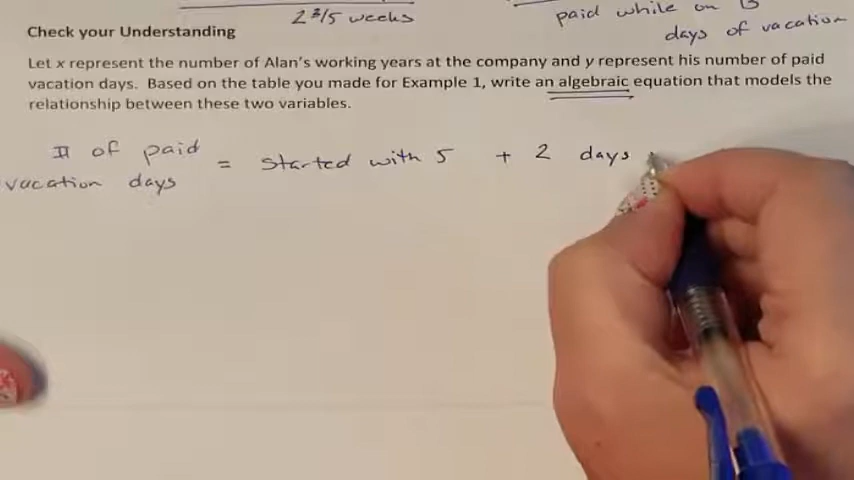 2 3/5 weeks
paid while on 13
days of vacation
Check your Understanding
Let x represent the number of Alan's working years at the company and y represent his number of paid
vacation days. Based on the table you made for Example 1, write an algebraic equation that models the
relationship between these two variables.
# of paid
vacation days = started with 5 + 2 days